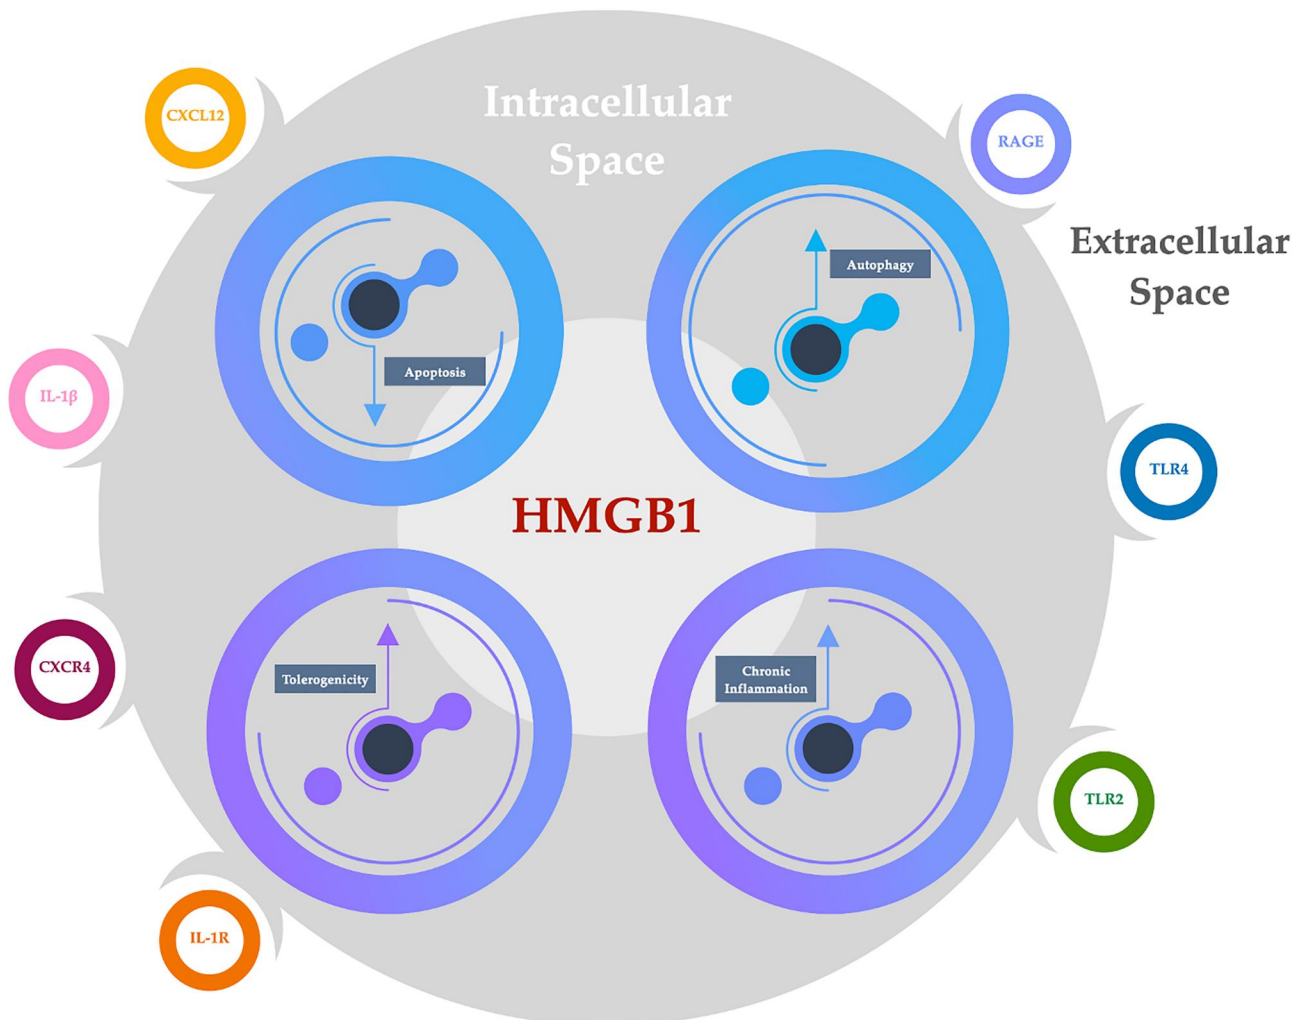 Intracellular
Space
CXCL12
RAGE
Extracellular
Space
Autophagy
Apoptosis
IL-1β
TLR4
HMGB1
CXCR4
Tolerogenicity
Chronic
Inflammation
TLR2
IL-1R